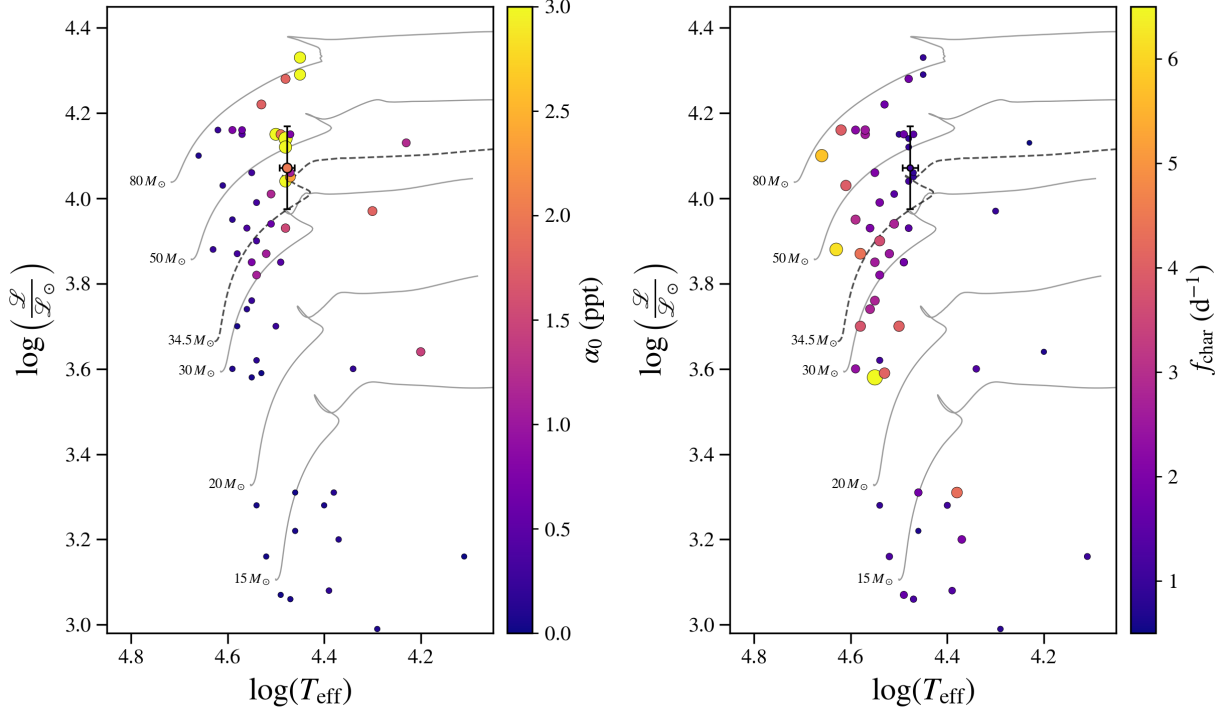 4.4
4.2
4.0
3.8
3.6
3.4
3.2
3.0
log (ℒ/ℒ⊙)
80 M⊙
50 M⊙
34.5 M⊙
30 M⊙
20 M⊙
15 M⊙
4.8 4.6 4.4 4.2
log(T_eff)
3.0
2.5
2.0
1.5
1.0
0.5
0.0
α₀ (ppt)
4.4
4.2
4.0
3.8
3.6
3.4
3.2
3.0
log (ℒ/ℒ⊙)
80 M⊙
50 M⊙
34.5 M⊙
30 M⊙
20 M⊙
15 M⊙
4.8 4.6 4.4 4.2
log(T_eff)
6
5
4
3
2
1
f_char (d⁻¹)